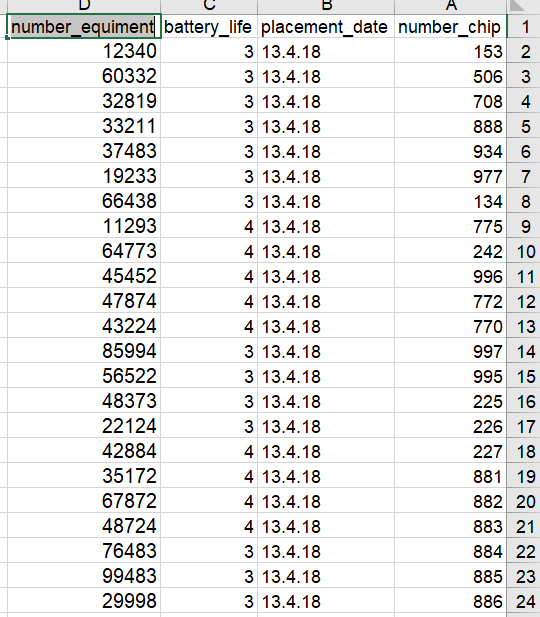 D C B A
number_equiment battery_life placement_date number_chip 1
12340 3 13.4.18 153 2
60332 3 13.4.18 506 3
32819 3 13.4.18 708 4
33211 3 13.4.18 888 5
37483 3 13.4.18 934 6
19233 3 13.4.18 977 7
66438 3 13.4.18 134 8
11293 4 13.4.18 775 9
64773 4 13.4.18 242 10
45452 4 13.4.18 996 11
47874 4 13.4.18 772 12
43224 4 13.4.18 770 13
85994 3 13.4.18 997 14
56522 3 13.4.18 995 15
48373 3 13.4.18 225 16
22124 3 13.4.18 226 17
42884 4 13.4.18 227 18
35172 4 13.4.18 881 19
67872 4 13.4.18 882 20
48724 4 13.4.18 883 21
76483 3 13.4.18 884 22
99483 3 13.4.18 885 23
29998 3 13.4.18 886 24